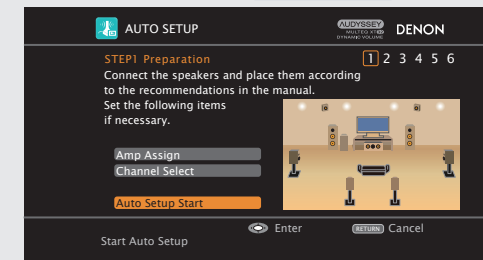 AUTO SETUP
AUDYSSEY
MULTEQ XT32
DYNAMIC VOLUME
DENON
STEP1 Preparation
1 2 3 4 5 6
Connect the speakers and place them according
to the recommendations in the manual.
Set the following items
if necessary.
Amp Assign
Channel Select
Auto Setup Start
Enter
RETURN Cancel
Start Auto Setup